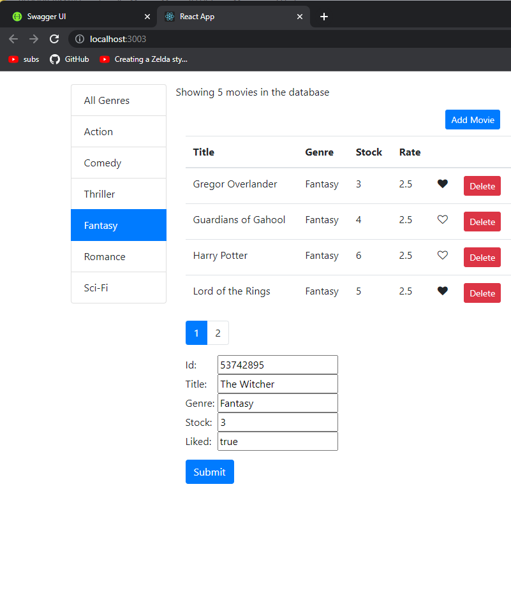 Swagger UI
React App
localhost:3003
subs
GitHub
Creating a Zelda sty...
All Genres
Action
Comedy
Thriller
Fantasy
Romance
Sci-Fi
Showing 5 movies in the database
Add Movie
Title Genre Stock Rate
Gregor Overlander Fantasy 3 2.5 Delete
Guardians of Gahool Fantasy 4 2.5 Delete
Harry Potter Fantasy 6 2.5 Delete
Lord of the Rings Fantasy 5 2.5 Delete
1 2
Id: 53742895
Title: The Witcher
Genre: Fantasy
Stock: 3
Liked: true
Submit